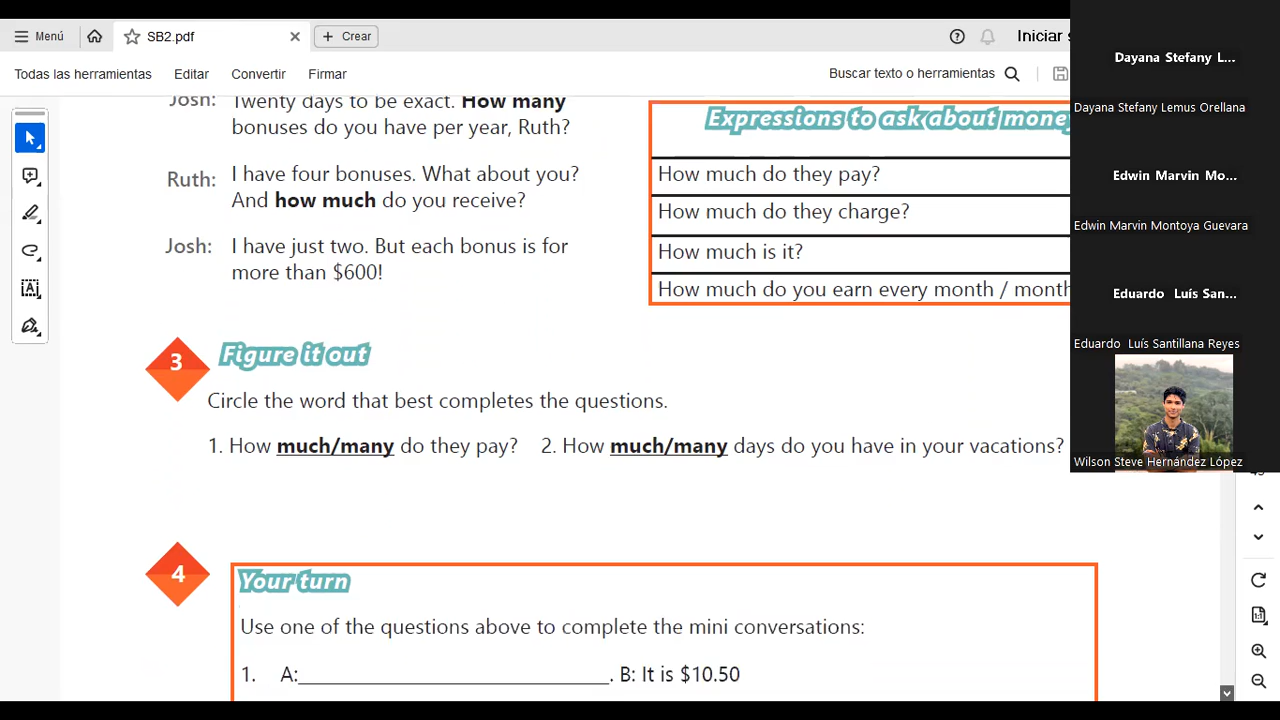 Menú
SB2.pdf
Crear
Iniciar s
Todas las herramientas
Editar
Convertir
Firmar
Buscar texto o herramientas
Josh: Twenty days to be exact. How many
bonuses do you have per year, Ruth?
Ruth: I have four bonuses. What about you?
And how much do you receive?
Josh: I have just two. But each bonus is for
more than $600!
Expressions to ask about money
How much do they pay?
How much do they charge?
How much is it?
How much do you earn every month / month
3 Figure it out
Circle the word that best completes the questions.
1. How much/many do they pay? 2. How much/many days do you have in your vacations?
4 Your turn
Use one of the questions above to complete the mini conversations:
1. A:______________________________. B: It is $10.50
Dayana Stefany L...
Dayana Stefany Lemus Orellana
Edwin Marvin Mo...
Edwin Marvin Montoya Guevara
Eduardo Luís San...
Eduardo Luís Santillana Reyes
Wilson Steve Hernández López